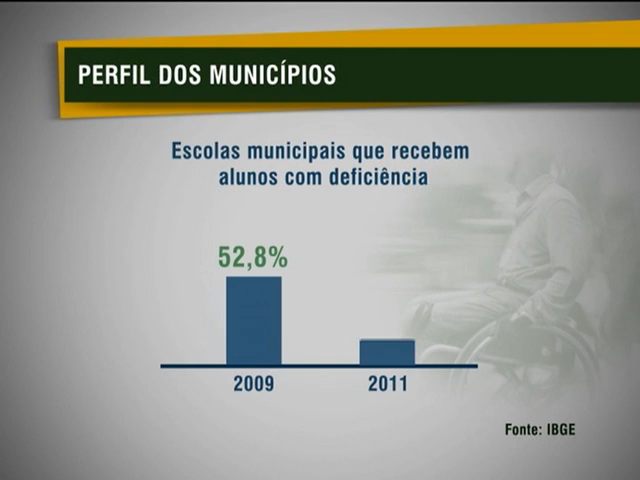 PERFIL DOS MUNICÍPIOS
Escolas municipais que recebem
alunos com deficiência
52,8%
2009
2011
Fonte: IBGE